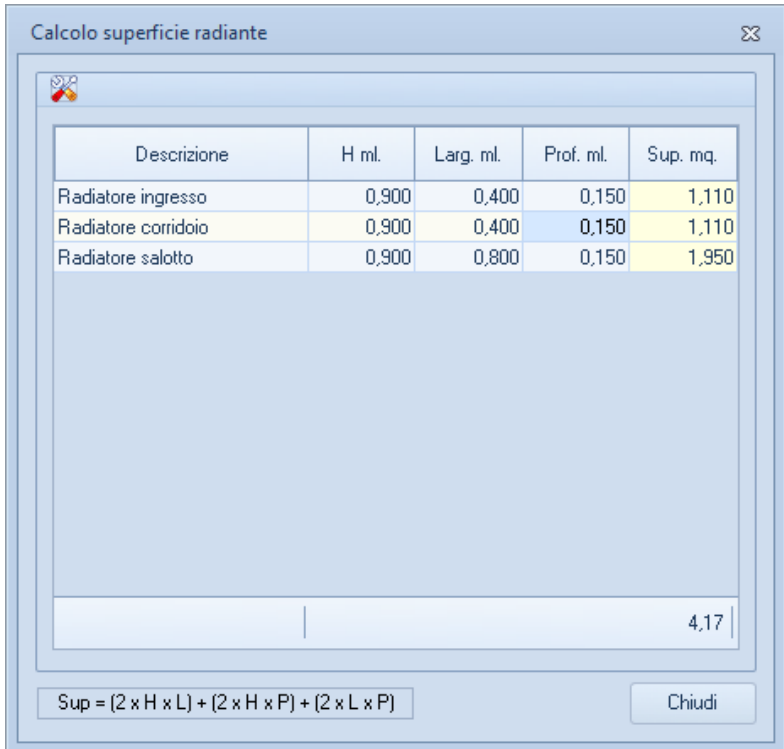 Calcolo superficie radiante
Descrizione H ml. Larg. ml. Prof. ml. Sup. mq.
Radiatore ingresso 0,900 0,400 0,150 1,110
Radiatore corridoio 0,900 0,400 0,150 1,110
Radiatore salotto 0,900 0,800 0,150 1,950
4,17
Sup = (2 x H x L) + (2 x H x P) + (2 x L x P) Chiudi